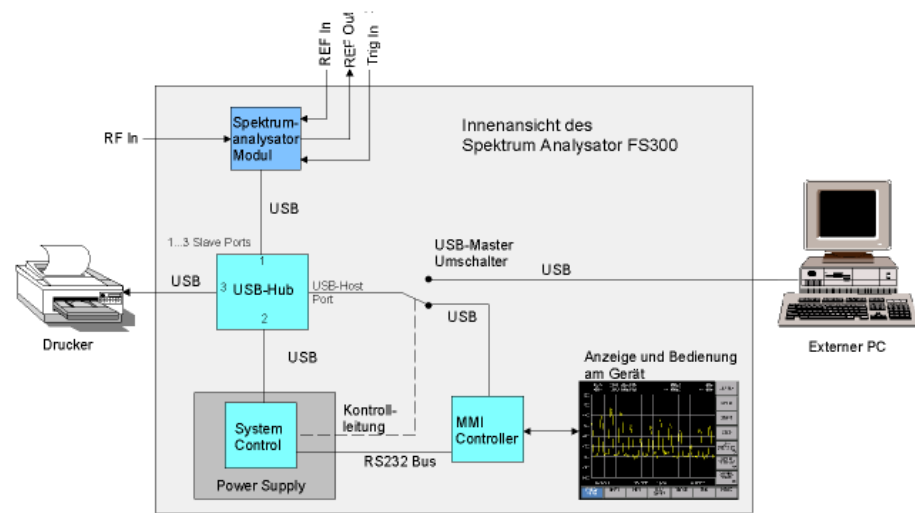 REF In
REF Out
Trig In
RF In
Spektrum-
analysator
Modul
Innenansicht des
Spektrum Analysator FS300
USB
1...3 Slave Ports
1
USB
3
USB-Hub
2
USB-Host
Port
USB-Master
Umschalter
USB
USB
Drucker
Externer PC
USB
Anzeige und Bedienung
am Gerät
Kontroll-
leitung
System
Control
MMI
Controller
RS232 Bus
Power Supply